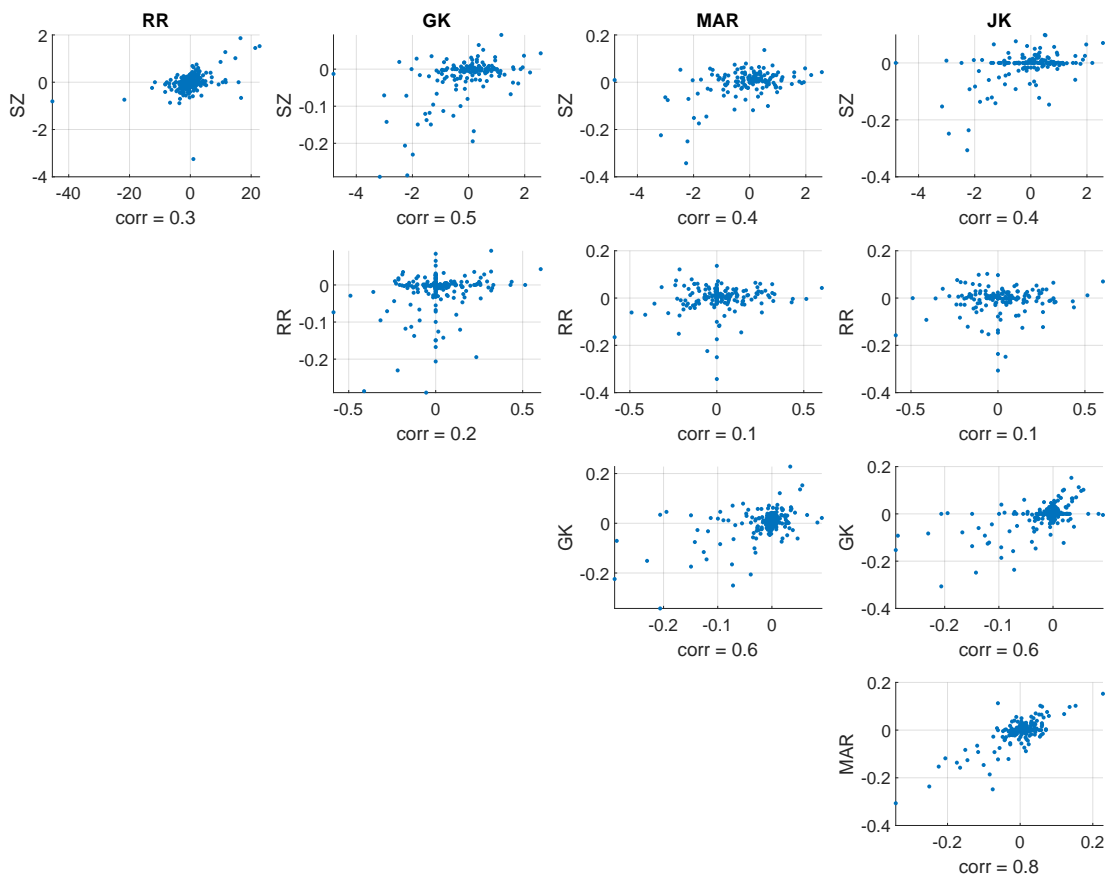 RR GK MAR JK
2 0 0.2 0.1
0 -0.1 0 0
-2 -0.2 -0.2 -0.2
-4 -0.4 -0.4
SZ SZ SZ SZ
-40 -20 0 20 -4 -2 0 2 -4 -2 0 2 -4 -2 0 2
corr = 0.3 corr = 0.5 corr = 0.4 corr = 0.4
0 0.2 0.2
-0.1 0 0
-0.2 -0.2 -0.2
-0.4 -0.4
RR RR RR
-0.5 0 0.5 -0.5 0 0.5 -0.5 0 0.5
corr = 0.2 corr = 0.1 corr = 0.1
0.2 0.2
0 0
-0.2 -0.2
-0.4
GK GK
-0.2 -0.1 0 -0.2 -0.1 0
corr = 0.6 corr = 0.6
0.2
0
-0.2
-0.4
MAR
-0.2 0 0.2
corr = 0.8